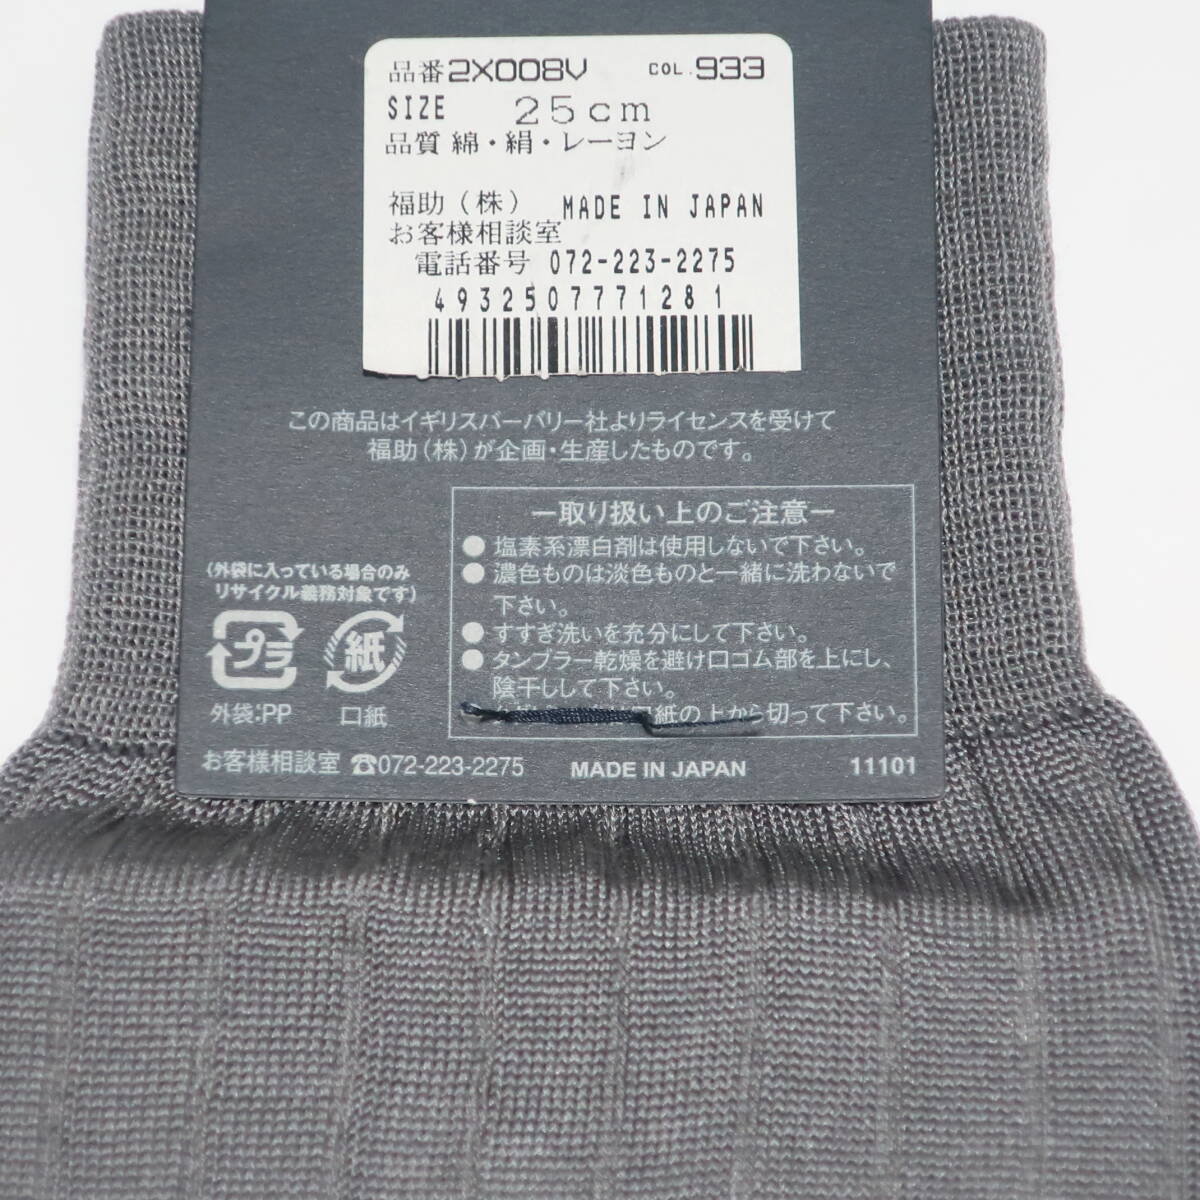 品番2X008V COL.933
SIZE 25cm
品質 綿・絹・レーヨン
福助(株) MADE IN JAPAN
お客様相談室
電話番号 072-223-2275
4932507771281
この商品はイギリスバーバリー社よりライセンスを受けて
福助(株)が企画・生産したものです。
ー取り扱い上のご注意ー
●塩素系漂白剤は使用しないで下さい。
●濃色ものは淡色ものと一緒に洗わないで
下さい。
●すすぎ洗いを充分にして下さい。
●タンブラー乾燥を避け口ゴム部を上にし、
陰干しして下さい。
口紙の上から切って下さい。
(外袋に入っている場合のみ
リサイクル義務対象です)
プラ 紙
外袋:PP 口紙
お客様相談室 ☎072-223-2275 MADE IN JAPAN 11101